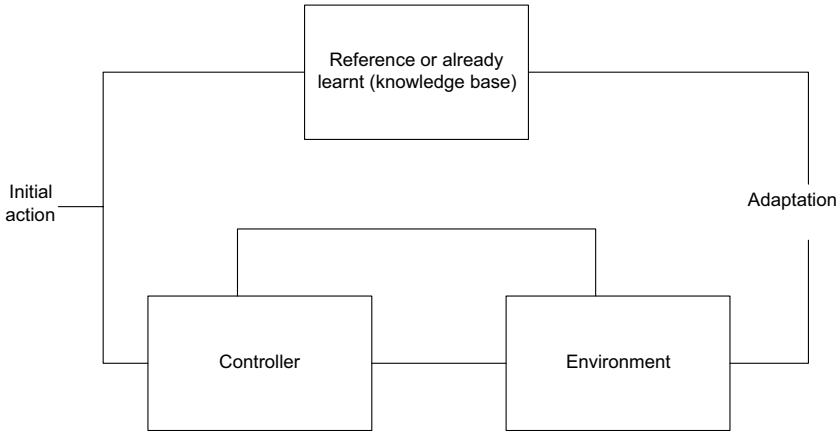 Reference or already
learnt (knowledge base)
Initial
action
Adaptation
Controller
Environment